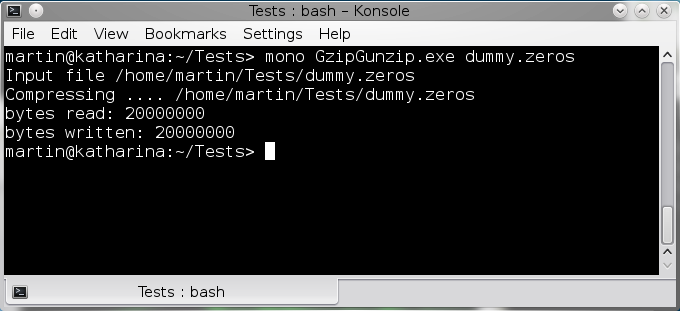 Tests : bash – Konsole
File Edit View Bookmarks Settings Help
martin@katharina:~/Tests> mono GzipGunzip.exe dummy.zeros
Input file /home/martin/Tests/dummy.zeros
Compressing .... /home/martin/Tests/dummy.zeros
bytes read: 20000000
bytes written: 20000000
martin@katharina:~/Tests>
Tests : bash